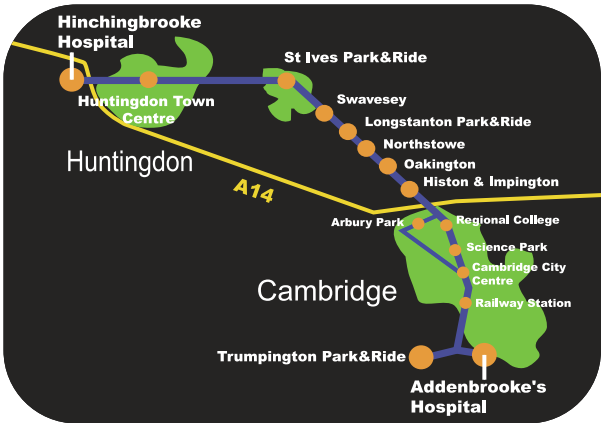 Hinchingbrooke
Hospital
St Ives Park&Ride
Swavesey
Huntingdon Town
Centre
Longstanton Park&Ride
Northstowe
Huntingdon
Oakington
Histon & Impington
A14
Arbury Park
Regional College
Science Park
Cambridge City
Centre
Cambridge
Railway Station
Trumpington Park&Ride
Addenbrooke's
Hospital